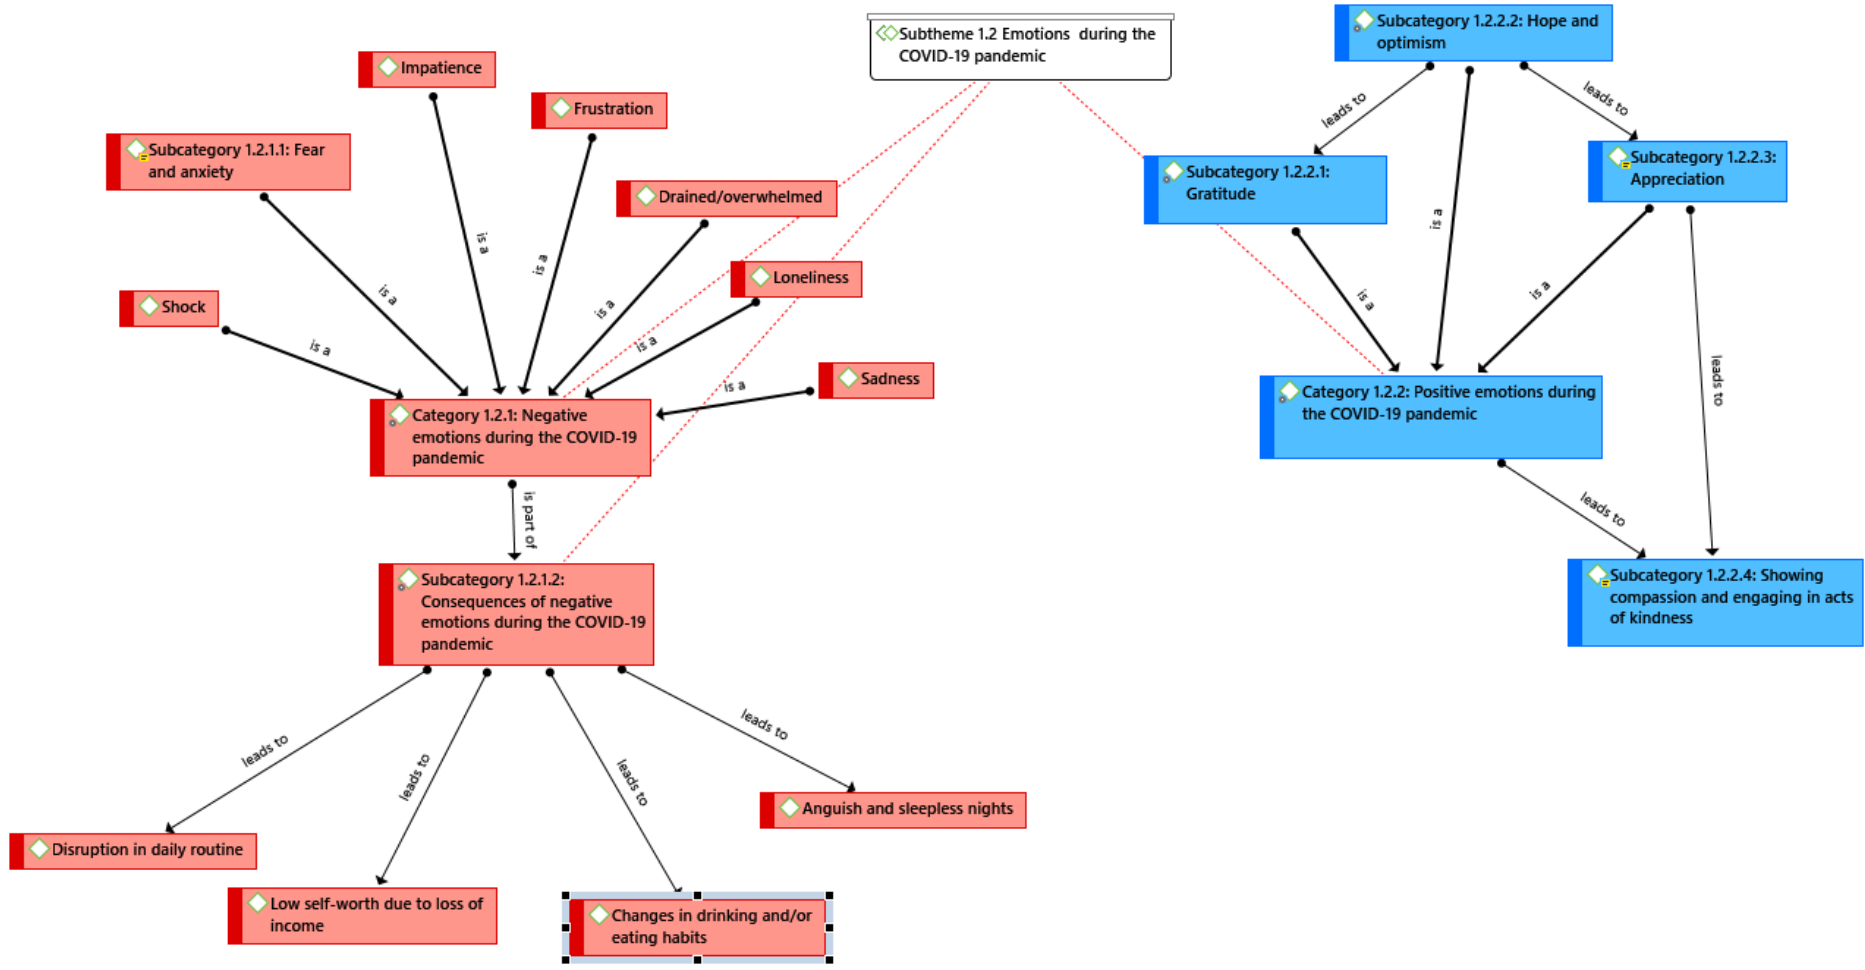 Subtheme 1.2 Emotions  during the
COVID-19 pandemic
Subcategory 1.2.2.2: Hope and
optimism
Impatience
Frustration
Subcategory 1.2.1.1: Fear
and anxiety
Drained/overwhelmed
Loneliness
Shock
Sadness
is a
is a
is a
is a
is a
is a
is a
Category 1.2.1: Negative
emotions during the COVID-19
pandemic
is part of
Subcategory 1.2.1.2:
Consequences of negative
emotions during the COVID-19
pandemic
leads to
leads to
leads to
leads to
Disruption in daily routine
Low self-worth due to loss of
income
Changes in drinking and/or
eating habits
Anguish and sleepless nights
leads to
leads to
Subcategory 1.2.2.1:
Gratitude
Subcategory 1.2.2.3:
Appreciation
is a
is a
is a
leads to
Category 1.2.2: Positive emotions during
the COVID-19 pandemic
leads to
Subcategory 1.2.2.4: Showing
compassion and engaging in acts
of kindness